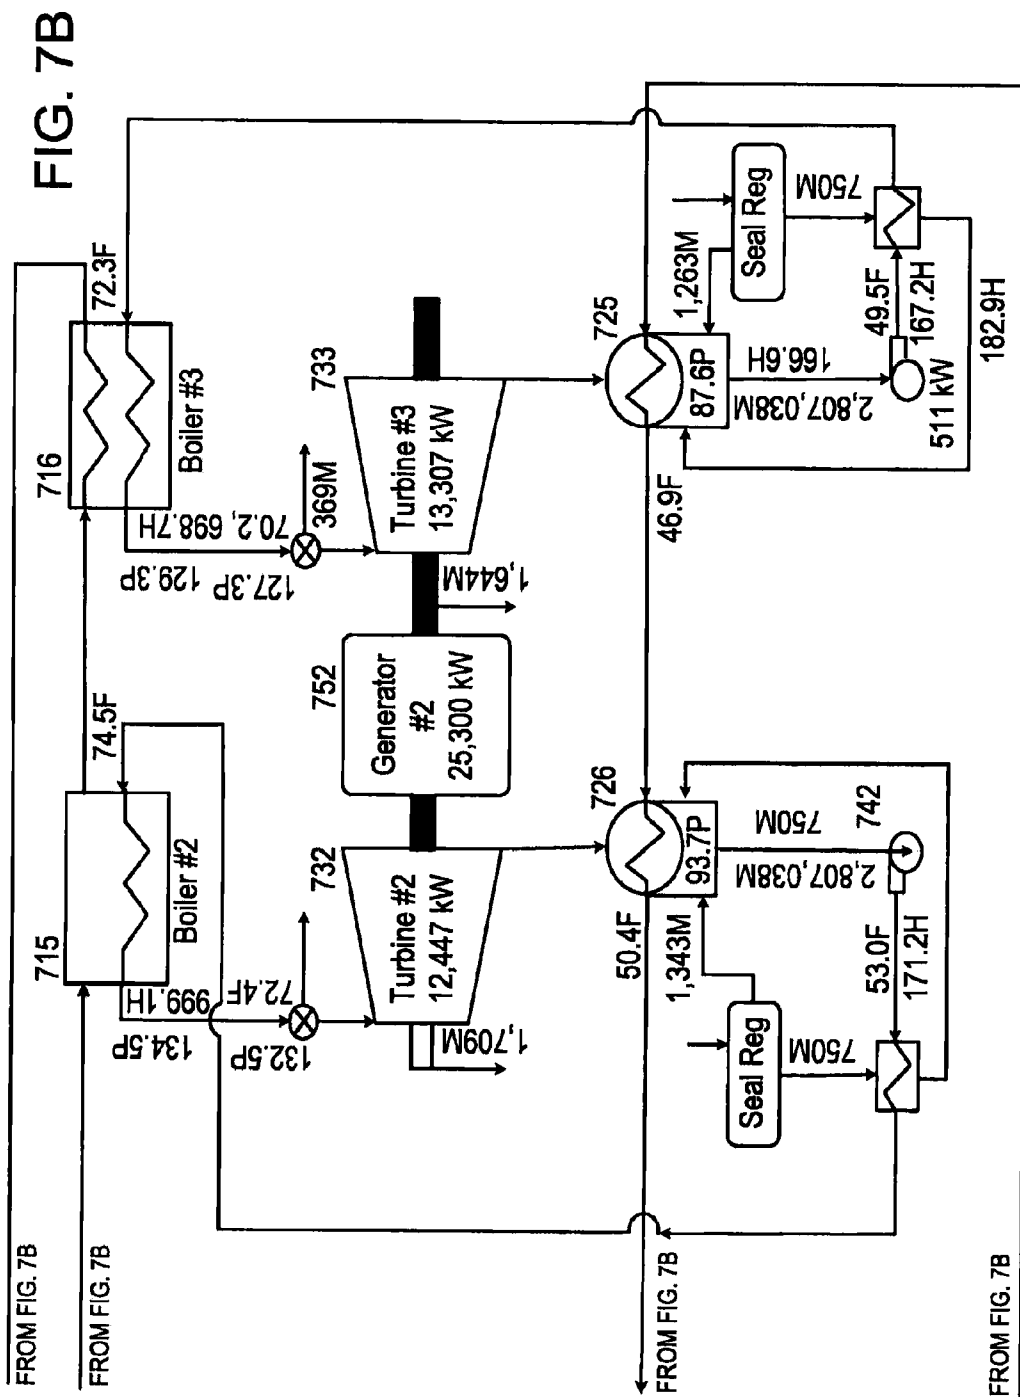 FIG. 7B
FROM FIG. 7B
FROM FIG. 7B
715
Boiler #2
74.5F
716
Boiler #3
72.3F
134.5P
999.1H
132.5P
72.4F
129.3P
127.3P
70.2, 698.7H
369M
732
Turbine #2
12,447 kW
1,709M
752
Generator
#2
25,300 kW
733
Turbine #3
13,307 kW
1,644M
50.4F
726
93.7P
46.9F
725
87.6P
1,343M
Seal Reg
750M
2,807,038M
750M
742
53.0F
171.2H
1,263M
Seal Reg
750M
2,807,038M
166.6H
511 kW
49.5F
167.2H
182.9H
FROM FIG. 7B
FROM FIG. 7B